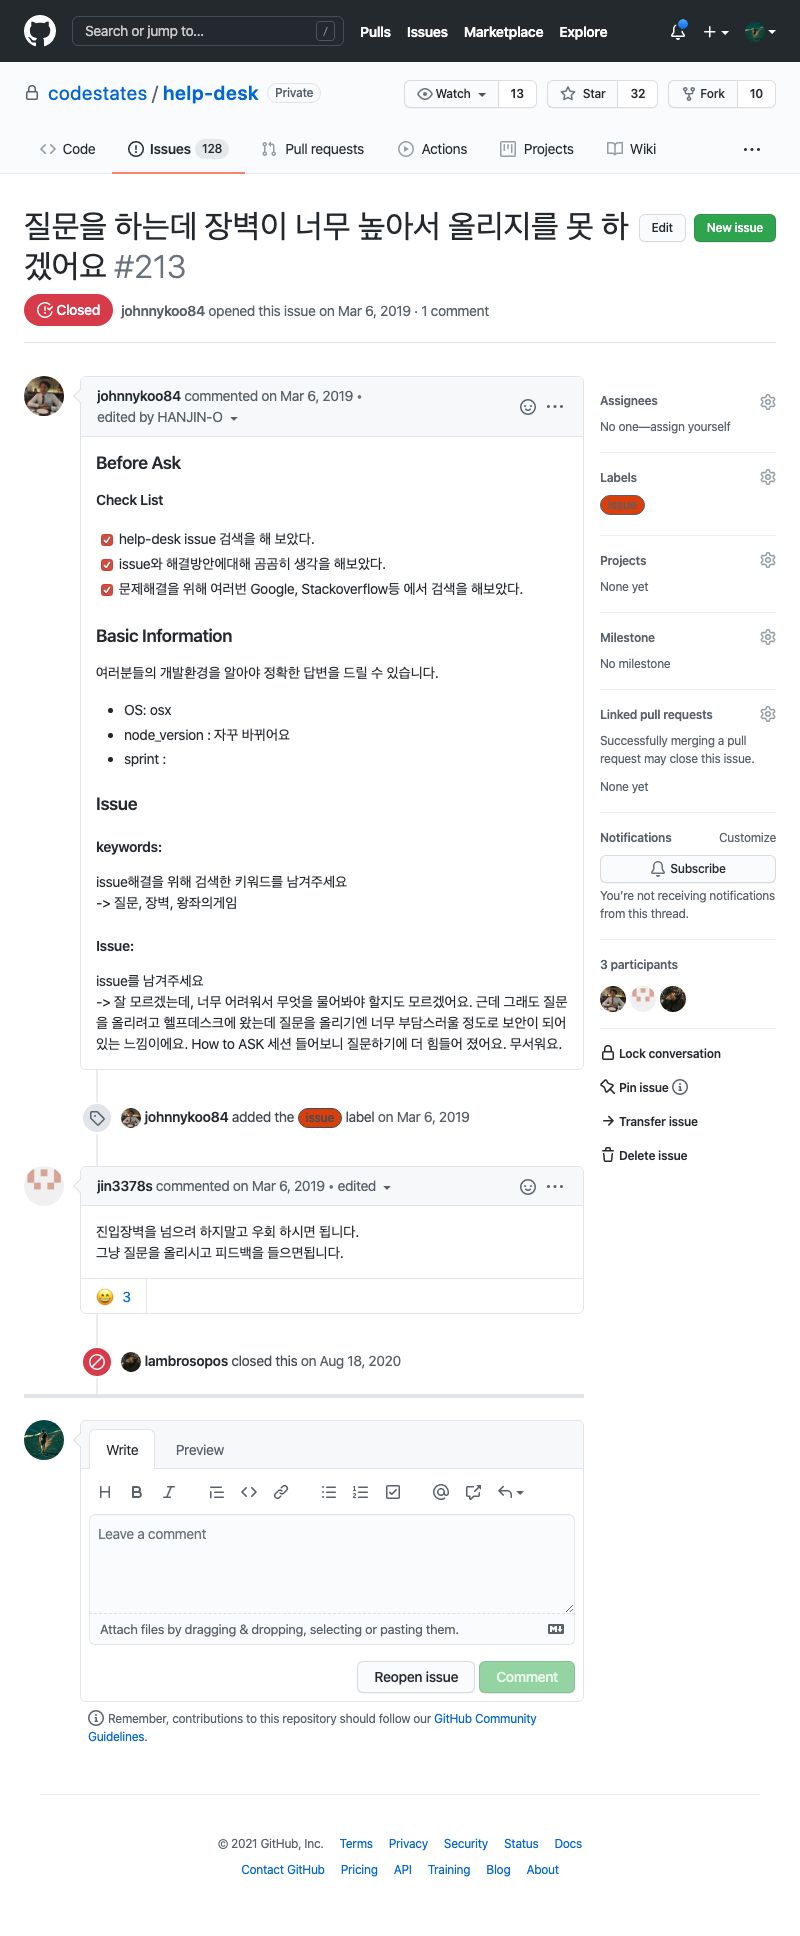 Search or jump to...
/
Pulls
Issues
Marketplace
Explore
codestates / help-desk
Private
Watch
13
Star
32
Fork
10
Code
Issues
128
Pull requests
Actions
Projects
Wiki
질문을 하는데 장벽이 너무 높아서 올리지를 못 하
겠어요 #213
Edit
New issue
Closed
johnnykoo84 opened this issue on Mar 6, 2019 · 1 comment
johnnykoo84 commented on Mar 6, 2019 •
edited by HANJIN-O
Before Ask
Check List
help-desk issue 검색을 해 보았다.
issue와 해결방안에대해 곰곰히 생각을 해보았다.
문제해결을 위해 여러번 Google, Stackoverflow등 에서 검색을 해보았다.
Basic Information
여러분들의 개발환경을 알아야 정확한 답변을 드릴 수 있습니다.
• OS: osx
• node_version : 자꾸 바뀌어요
• sprint :
Issue
keywords:
issue해결을 위해 검색한 키워드를 남겨주세요
-> 질문, 장벽, 왕좌의게임
Issue:
issue를 남겨주세요
-> 잘 모르겠는데, 너무 어려워서 무엇을 물어봐야 할지도 모르겠어요. 근데 그래도 질문
을 올리려고 헬프데스크에 왔는데 질문을 올리기엔 너무 부담스러울 정도로 보안이 되어
있는 느낌이에요. How to ASK 세션 들어보니 질문하기에 더 힘들어 졌어요. 무서워요.
johnnykoo84 added the issue label on Mar 6, 2019
jin3378s commented on Mar 6, 2019 • edited
진입장벽을 넘으려 하지말고 우회 하시면 됩니다.
그냥 질문을 올리시고 피드백을 들으면됩니다.
3
lambrosopos closed this on Aug 18, 2020
Assignees
No one—assign yourself
Labels
issue
Projects
None yet
Milestone
No milestone
Linked pull requests
Successfully merging a pull
request may close this issue.
None yet
Notifications
Customize
Subscribe
You're not receiving notifications
from this thread.
3 participants
Lock conversation
Pin issue
Transfer issue
Delete issue
Write
Preview
H B I
Leave a comment
Attach files by dragging & dropping, selecting or pasting them.
Reopen issue
Comment
Remember, contributions to this repository should follow our GitHub Community
Guidelines.
© 2021 GitHub, Inc.
Terms
Privacy
Security
Status
Docs
Contact GitHub
Pricing
API
Training
Blog
About